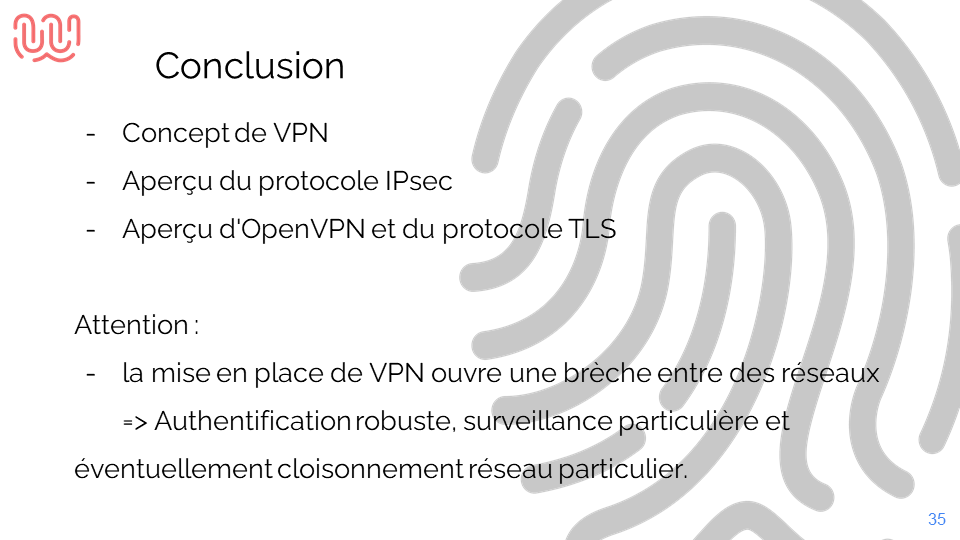 Conclusion
- Concept de VPN
- Aperçu du protocole IPsec
- Aperçu d'OpenVPN et du protocole TLS
Attention :
- la mise en place de VPN ouvre une brèche entre des réseaux
=> Authentification robuste, surveillance particulière et
éventuellement cloisonnement réseau particulier.
35